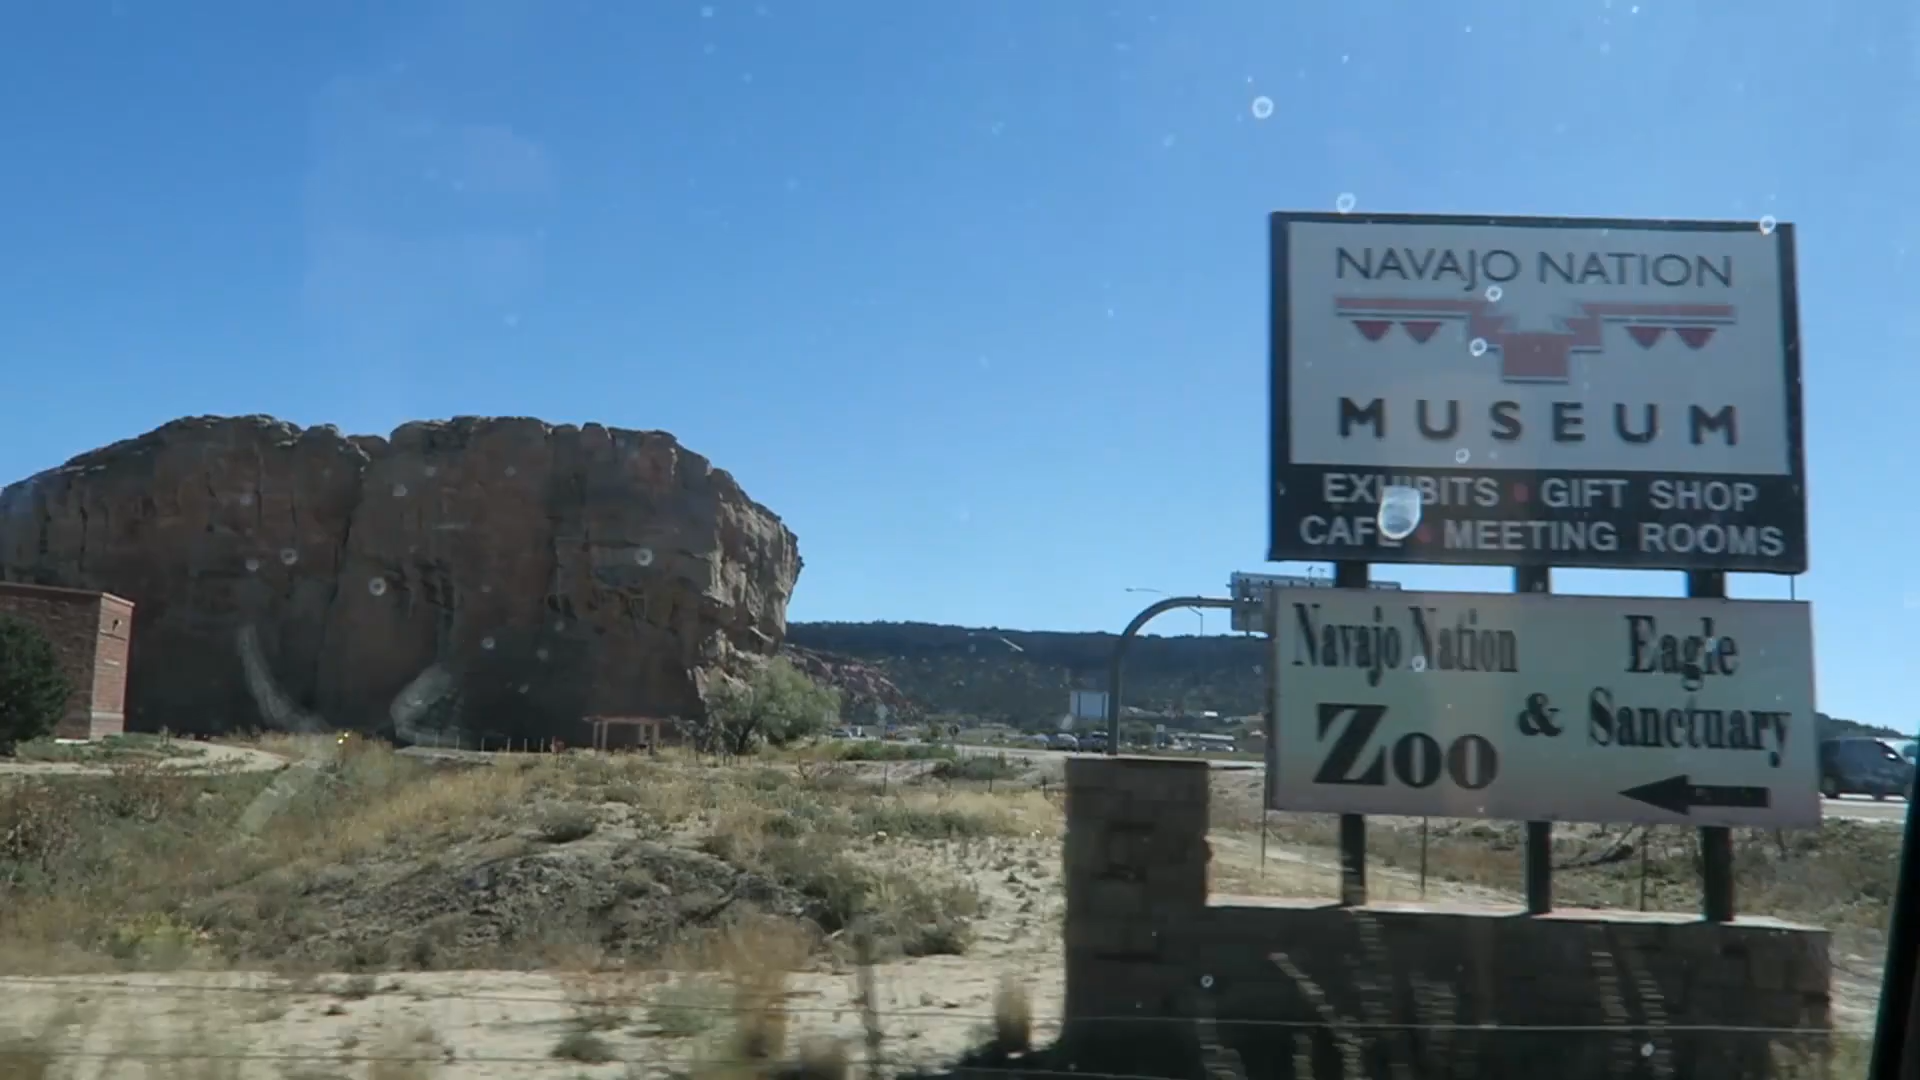 NAVAJO NATION
MUSEUM
EXHIBITS • GIFT SHOP
CAFE • MEETING ROOMS
Navajo Nation
Zoo
&
Eagle
Sanctuary